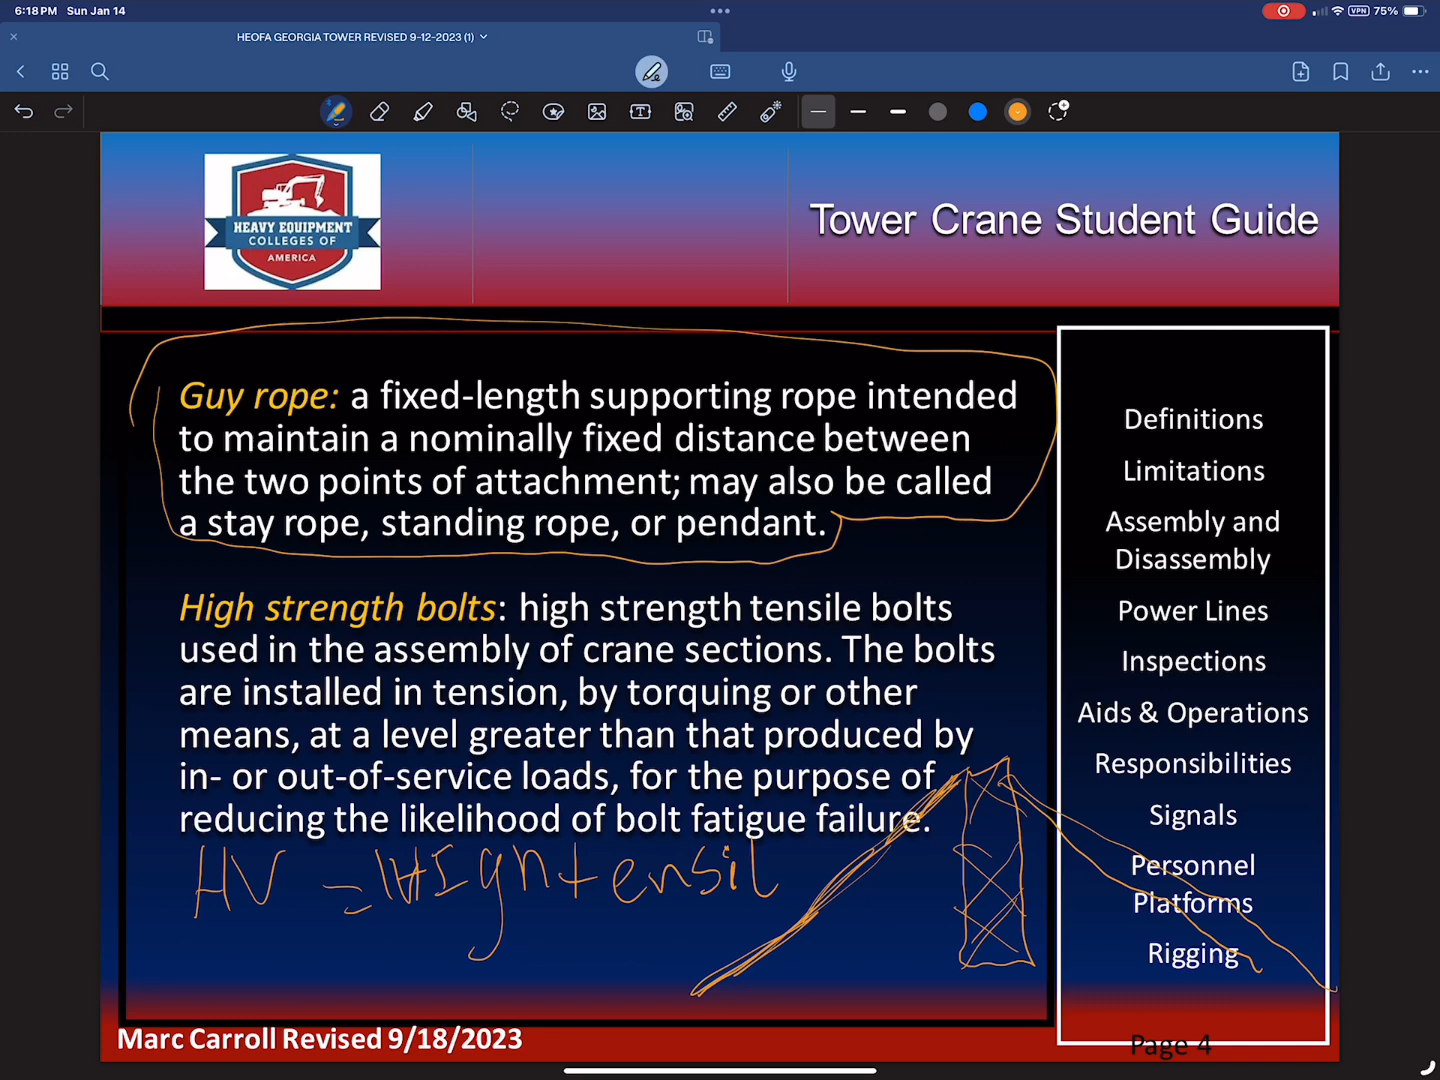 6:18 PM Sun Jan 14
VPN 75%
HEOFA GEORGIA TOWER REVISED 9-12-2023 (1)
HEAVY EQUIPMENT
COLLEGES OF
AMERICA
Tower Crane Student Guide
Guy rope: a fixed-length supporting rope intended
to maintain a nominally fixed distance between
the two points of attachment; may also be called
a stay rope, standing rope, or pendant.
High strength bolts: high strength tensile bolts
used in the assembly of crane sections. The bolts
are installed in tension, by torquing or other
means, at a level greater than that produced by
in- or out-of-service loads, for the purpose of
reducing the likelihood of bolt fatigue failure.
HV =
Definitions
Limitations
Assembly and
Disassembly
Power Lines
Inspections
Aids & Operations
Responsibilities
Signals
Personnel
Platforms
Rigging
Marc Carroll Revised 9/18/2023
Page 4